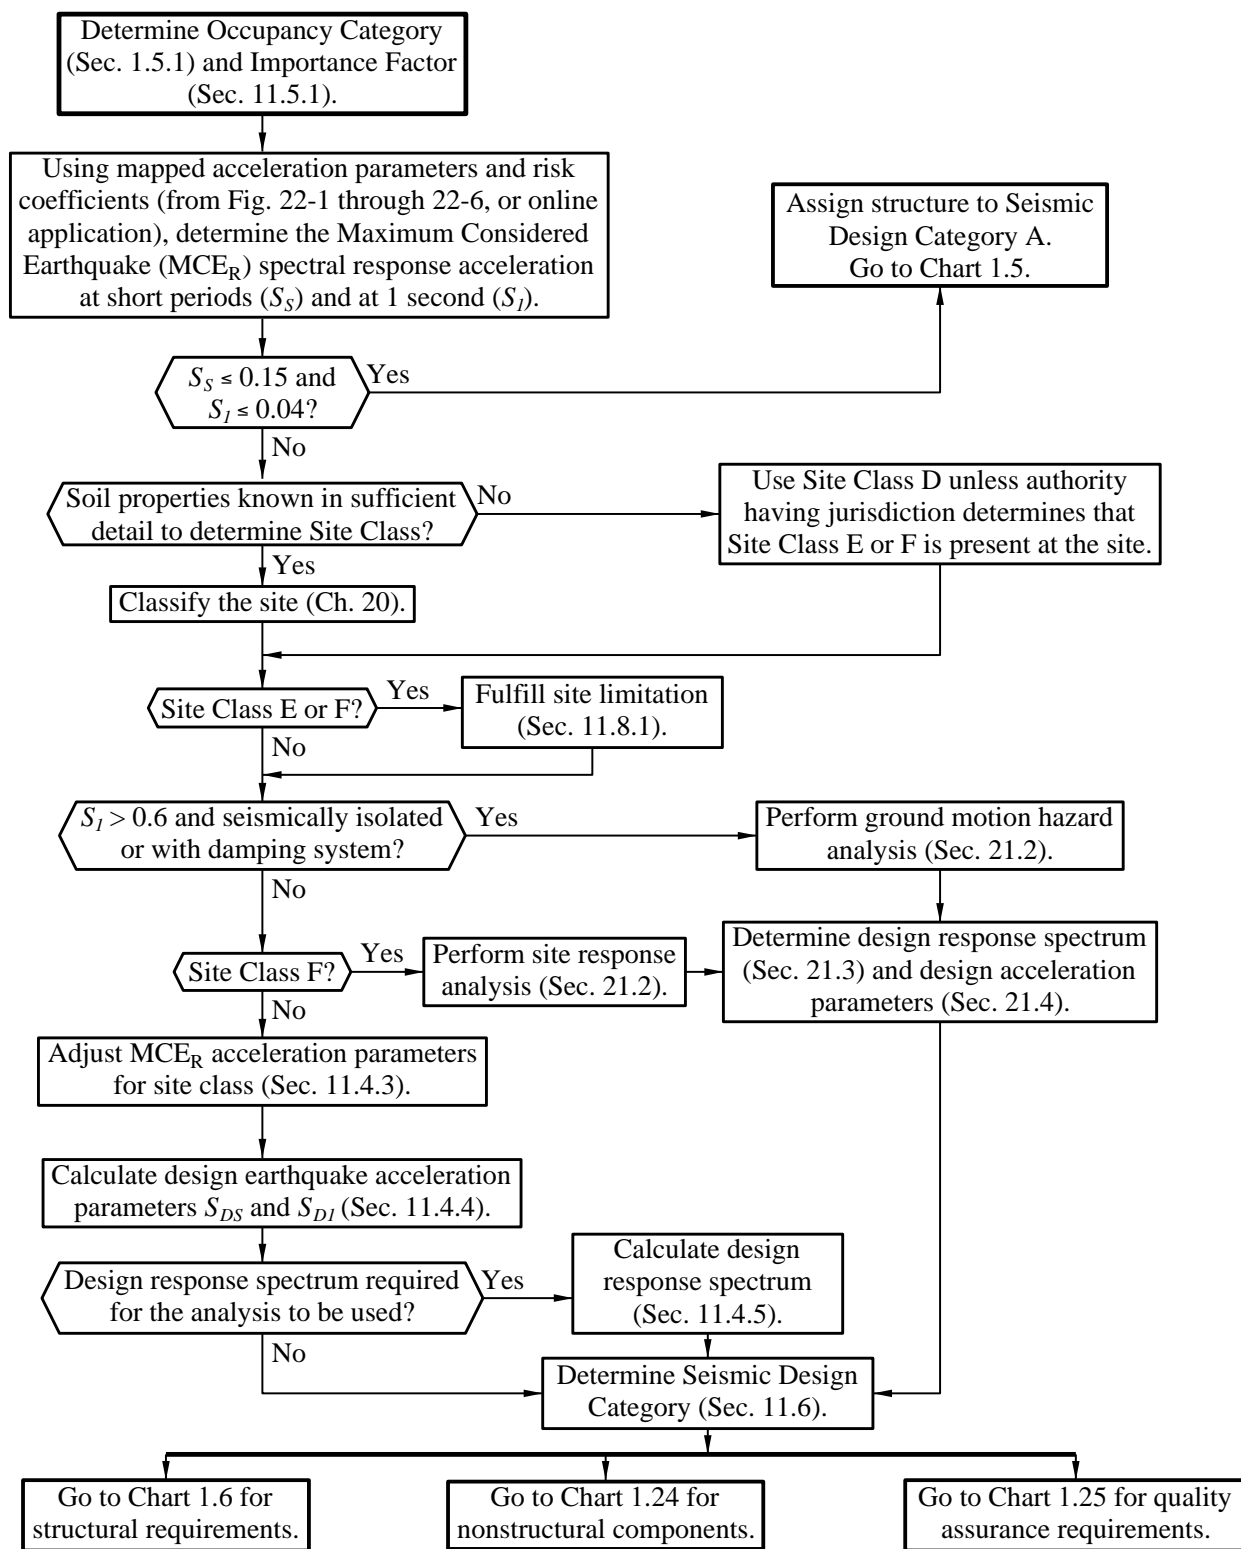 Determine Occupancy Category
(Sec. 1.5.1) and Importance Factor
(Sec. 11.5.1).
Using mapped acceleration parameters and risk
coefficients (from Fig. 22-1 through 22-6, or online
application), determine the Maximum Considered
Earthquake (MCE_R) spectral response acceleration
at short periods (S_S) and at 1 second (S_1).
Assign structure to Seismic
Design Category A.
Go to Chart 1.5.
S_S ≤ 0.15 and
S_1 ≤ 0.04?
Yes
No
Soil properties known in sufficient
detail to determine Site Class?
No
Use Site Class D unless authority
having jurisdiction determines that
Site Class E or F is present at the site.
Yes
Classify the site (Ch. 20).
Site Class E or F?
Yes
Fulfill site limitation
(Sec. 11.8.1).
No
S_1 > 0.6 and seismically isolated
or with damping system?
Yes
Perform ground motion hazard
analysis (Sec. 21.2).
No
Site Class F?
Yes
Perform site response
analysis (Sec. 21.2).
Determine design response spectrum
(Sec. 21.3) and design acceleration
parameters (Sec. 21.4).
No
Adjust MCE_R acceleration parameters
for site class (Sec. 11.4.3).
Calculate design earthquake acceleration
parameters S_DS and S_D1 (Sec. 11.4.4).
Design response spectrum required
for the analysis to be used?
Yes
Calculate design
response spectrum
(Sec. 11.4.5).
No
Determine Seismic Design
Category (Sec. 11.6).
Go to Chart 1.6 for
structural requirements.
Go to Chart 1.24 for
nonstructural components.
Go to Chart 1.25 for quality
assurance requirements.